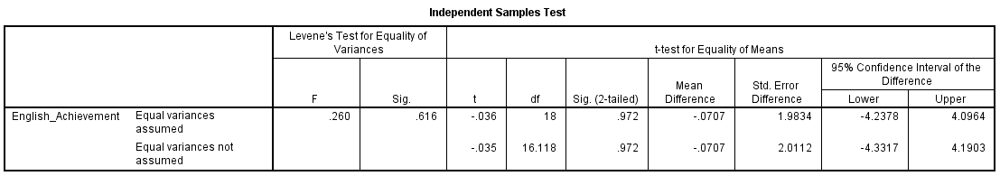 Independent Samples Test
Levene's Test for Equality of
Variances
t-test for Equality of Means
95% Confidence Interval of the
Difference
F Sig. t df Sig. (2-tailed) Mean
Difference Std. Error
Difference Lower Upper
English_Achievement Equal variances
assumed .260 .616 -.036 18 .972 -.0707 1.9834 -4.2378 4.0964
Equal variances not
assumed -.035 16.118 .972 -.0707 2.0112 -4.3317 4.1903